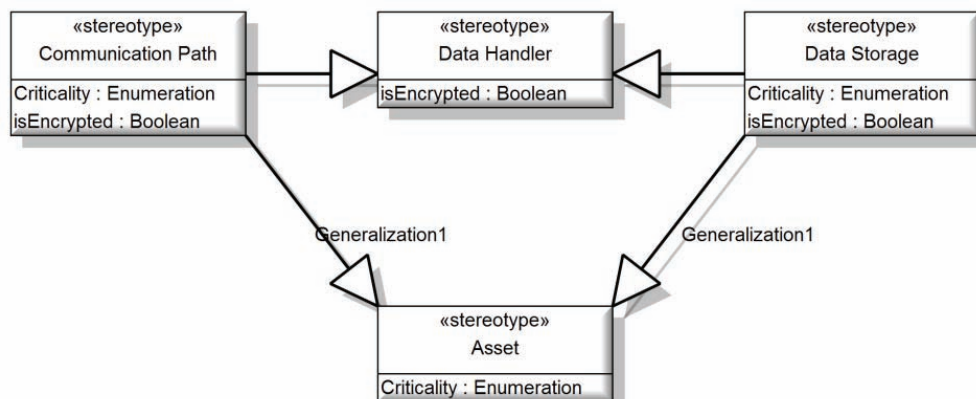 «stereotype»
Communication Path
Criticality : Enumeration
isEncrypted : Boolean
«stereotype»
Data Handler
isEncrypted : Boolean
«stereotype»
Data Storage
Criticality : Enumeration
isEncrypted : Boolean
Generalization1
Generalization1
«stereotype»
Asset
Criticality : Enumeration